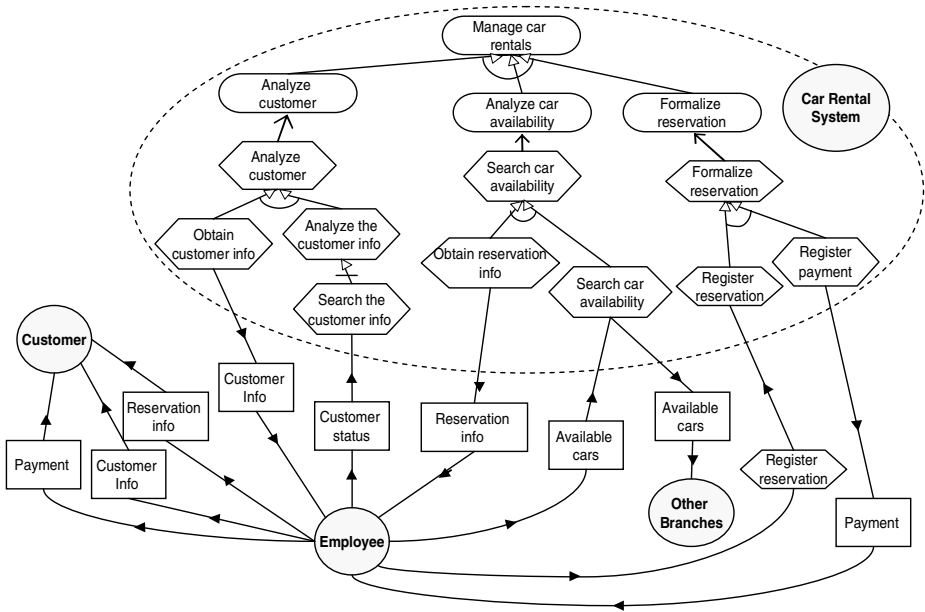 Manage car
rentals
Analyze
customer
Analyze car
availability
Formalize
reservation
Car Rental
System
Analyze
customer
Search car
availability
Formalize
reservation
Obtain
customer info
Analyze the
customer info
Obtain reservation
info
Search car
availability
Register
reservation
Register
payment
Search the
customer info
Customer
Customer
Info
Reservation
info
Customer
status
Reservation
info
Available
cars
Available
cars
Payment
Customer
Info
Register
reservation
Other
Branches
Payment
Employee